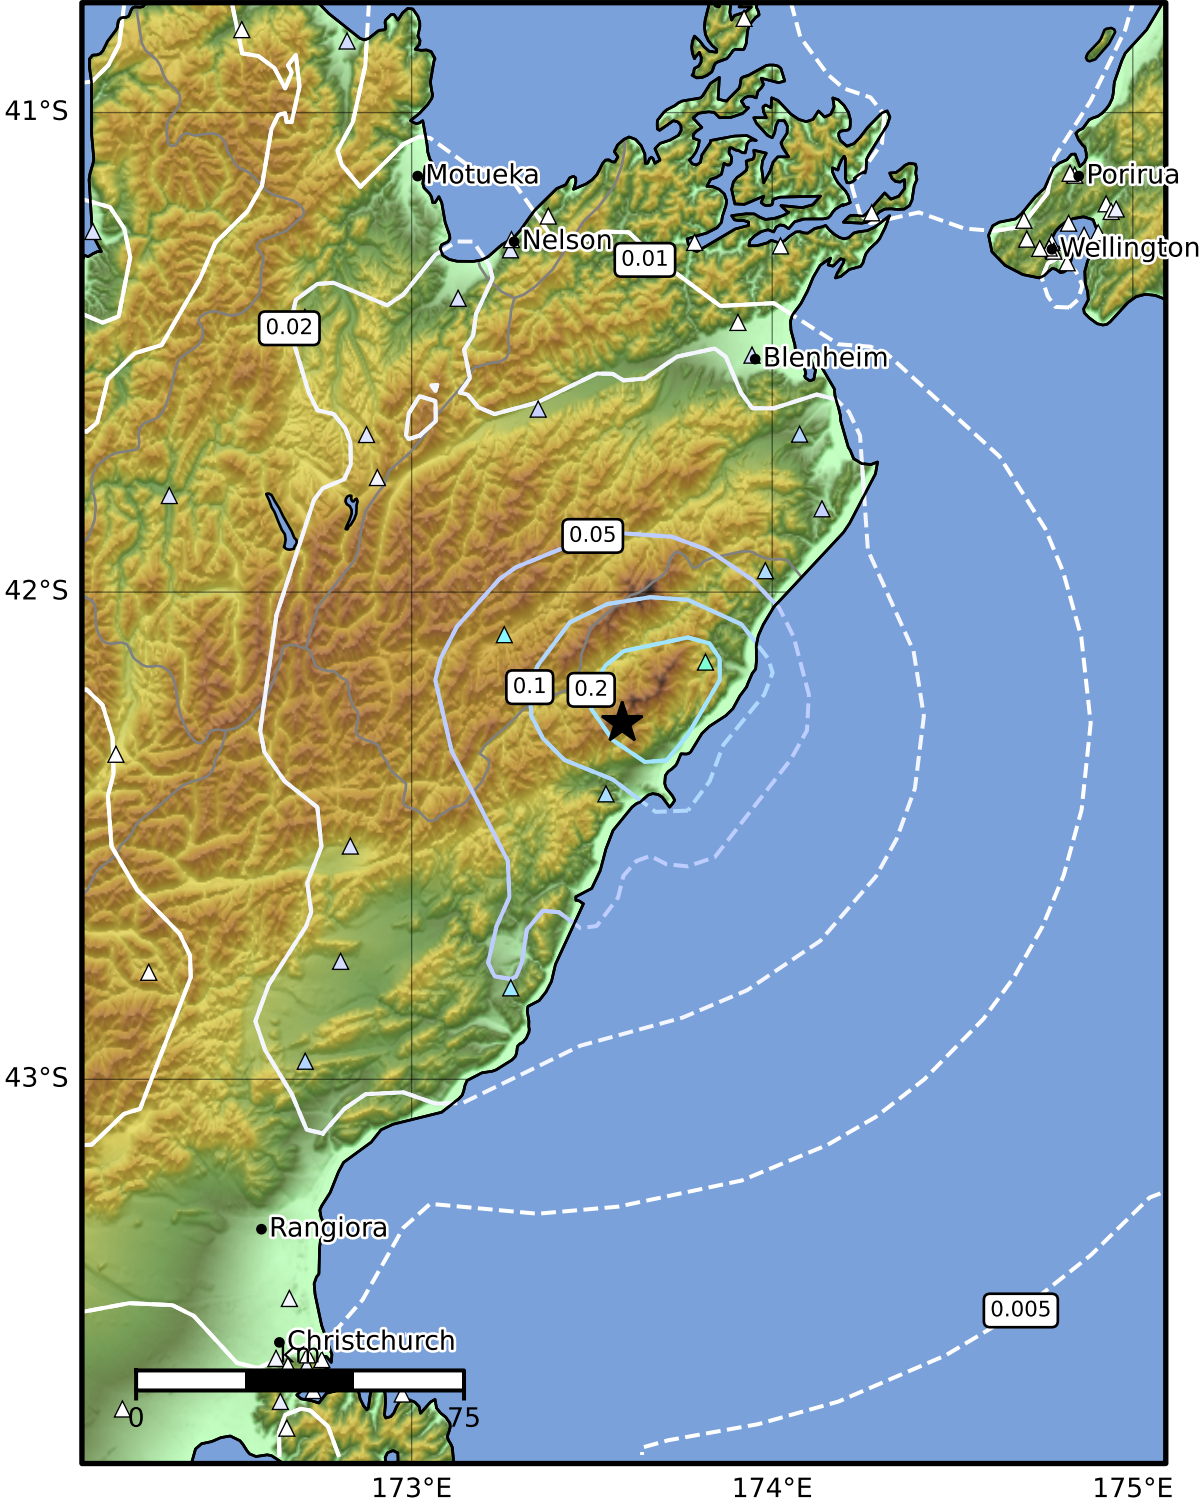 41°S
Motueka
Porirua
Nelson
Wellington
0.01
0.02
Blenheim
0.05
42°S
0.1
0.2
43°S
Rangiora
0.005
Christchurch
km
0
75
173°E
174°E
175°E